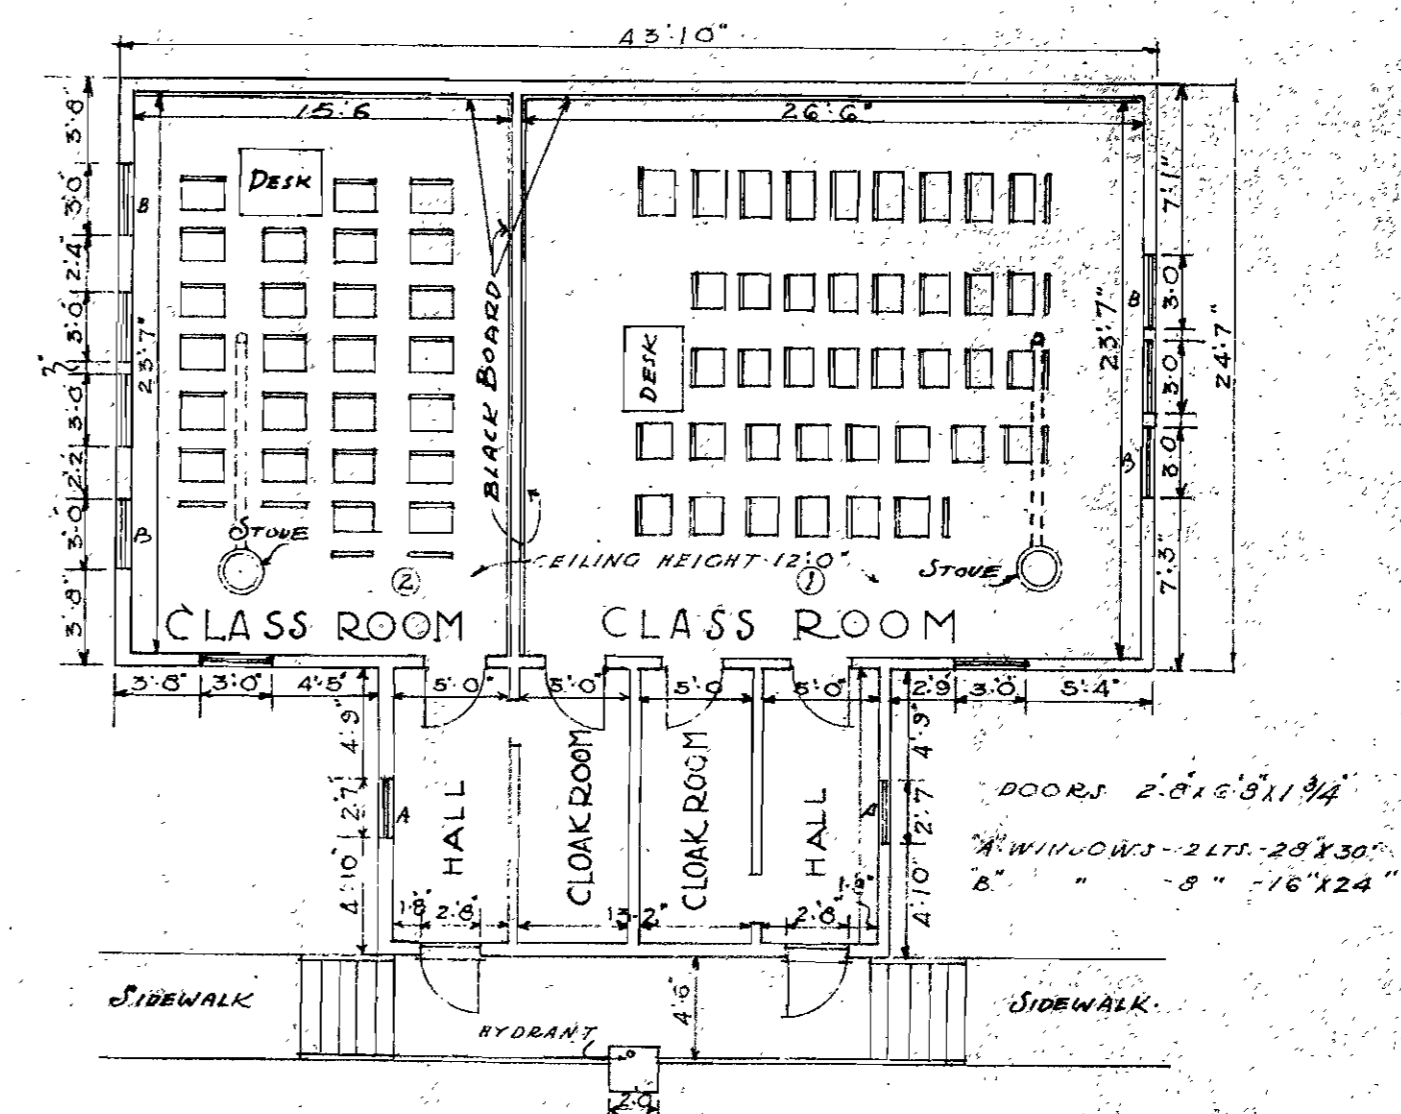 43'-10"
15'-6
26'-6"
3'-8"
3'-0"
2'-4"
3'-0"
3"
3'-0"
2'-2"
3'-0"
3'-8"
23'-7"
DESK
B
B
BLACK BOARD
DESK
23'-7"
7'-1"
3'-0"
3'-0
3'-0
7'-3"
24'-7"
B
B
STOVE
CEILING HEIGHT-12'-0"
STOVE
2
1
CLASS ROOM
CLASS ROOM
3'-8"
3'-0"
4'-5"
5'-0"
5'-0"
5'-0
5'-0"
2'-9"
3'-0"
5'-4"
4'-9"
2'-7"
4'-10"
A
HALL
CLOAK ROOM
CLOAK ROOM
HALL
A
4'-9"
2'-7
4'-10"
1'-8"
2'-8"
13'-2"
2'-8"
DOORS 2'-8"x6'-8"x1 3/4"
"A" WINDOWS-2 LTS.-28"X30"
"B" " -8 " -16"X24"
SIDEWALK
SIDEWALK.
HYDRANT
4'-6"
2'-0"